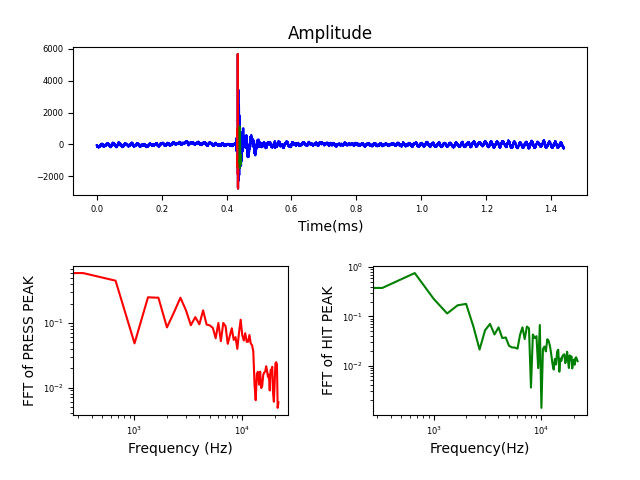 Amplitude
6000
4000
2000
0
−2000
0.0 0.2 0.4 0.6 0.8 1.0 1.2 1.4
Time(ms)
FFT of PRESS PEAK
10⁻¹
10⁻²
10³ 10⁴
Frequency (Hz)
FFT of HIT PEAK
10⁰
10⁻¹
10⁻²
10³ 10⁴
Frequency(Hz)